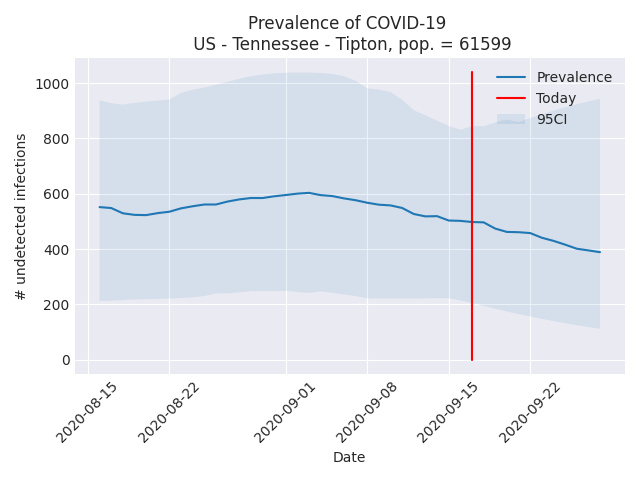 Prevalence of COVID-19
US - Tennessee - Tipton, pop. = 61599
Prevalence
Today
95CI
# undetected infections
1000
800
600
400
200
0
2020-08-15
2020-08-22
2020-09-01
2020-09-08
2020-09-15
2020-09-22
Date